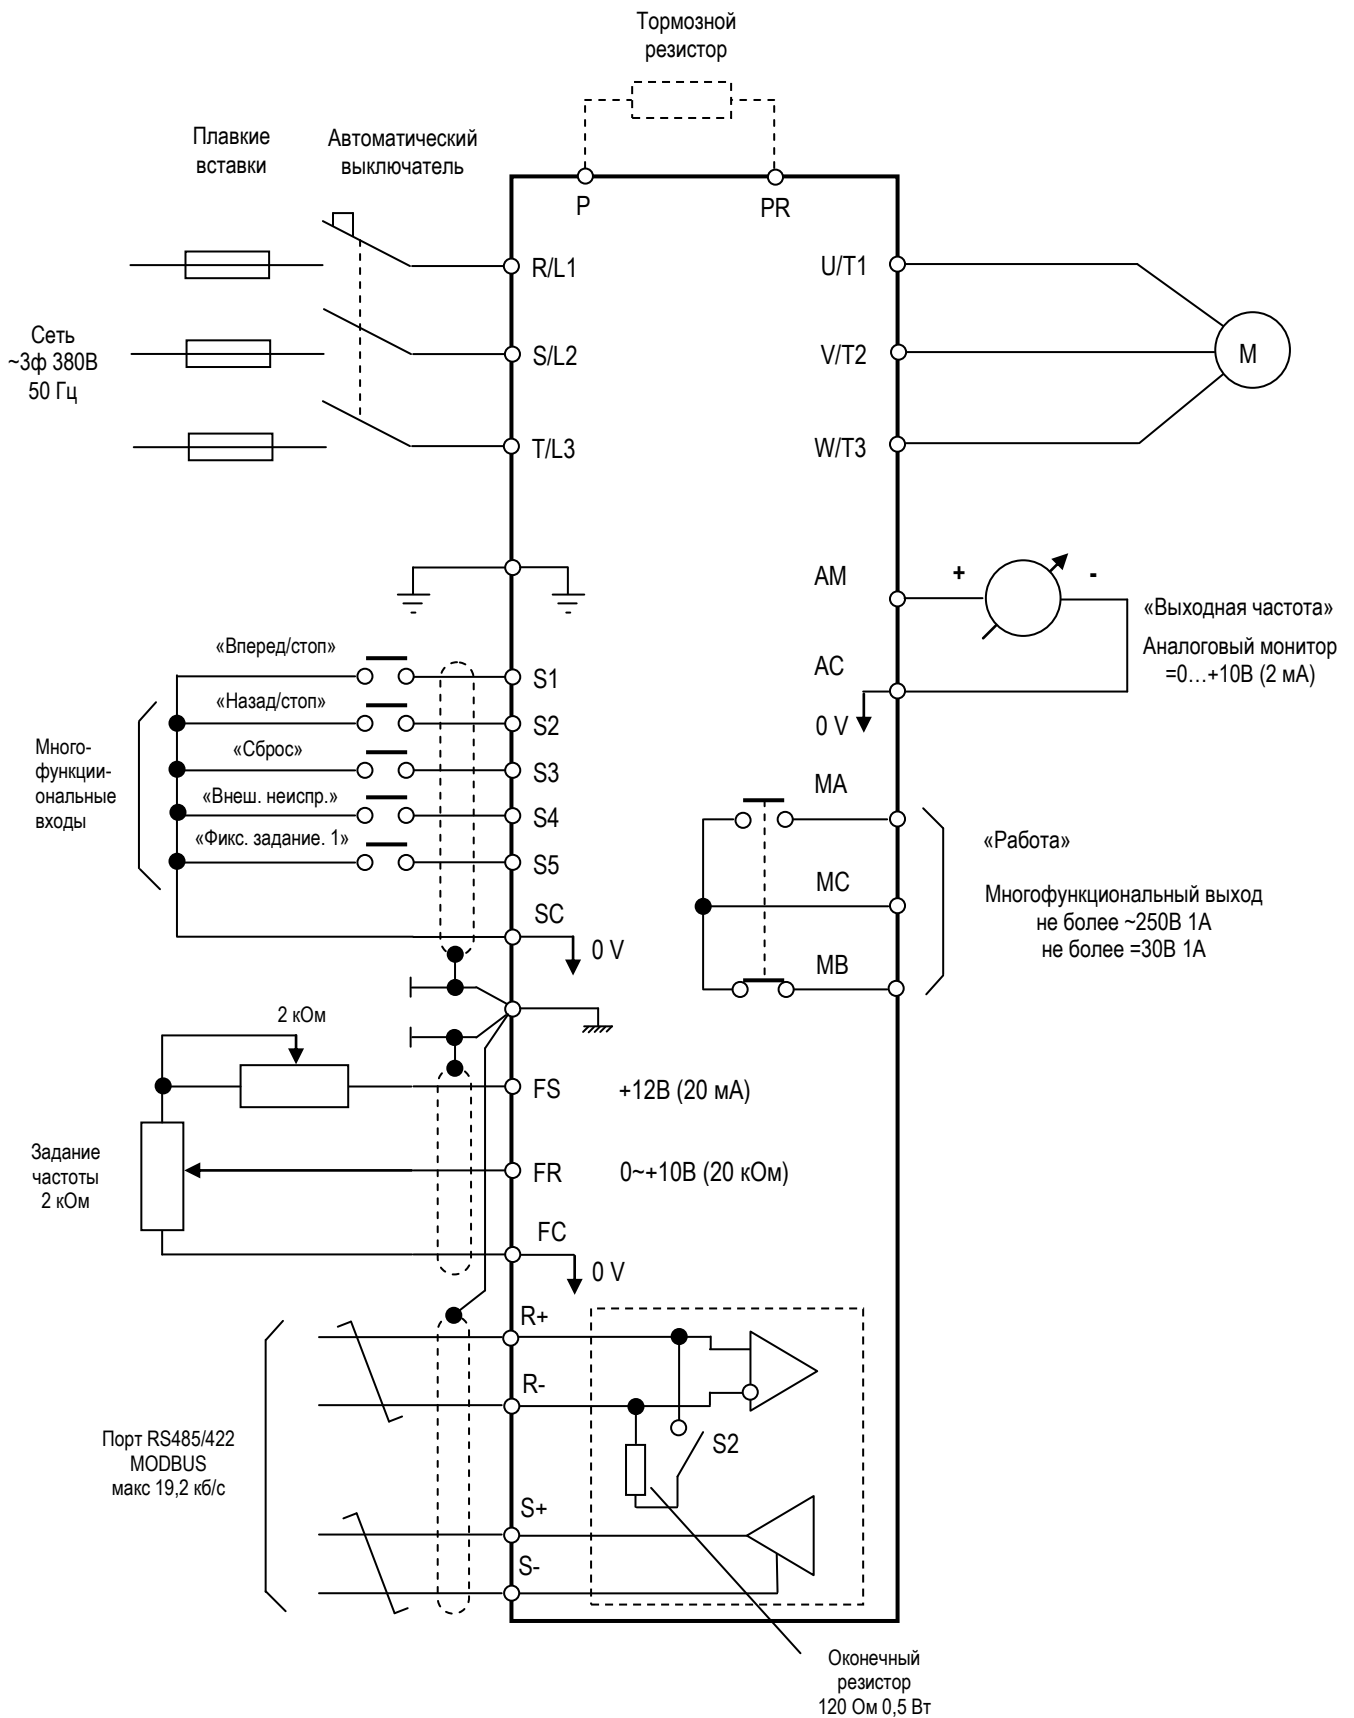 Тормозной
резистор
Плавкие
вставки
Автоматический
выключатель
P
PR
R/L1
U/T1
Сеть
~3ф 380В
50 Гц
S/L2
V/T2
M
T/L3
W/T3
AM
+
-
«Выходная частота»
Аналоговый монитор
=0…+10В (2 мА)
AC
0 V
«Вперед/стоп»
S1
«Назад/стоп»
S2
Много-
функци-
ональные
входы
«Сброс»
S3
«Внеш. неиспр.»
S4
«Фикс. задание. 1»
S5
SC
0 V
MA
MC
MB
«Работа»
Многофункциональный выход
не более ~250В 1А
не более =30В 1А
2 кОм
FS
+12В (20 мА)
Задание
частоты
2 кОм
FR
0~+10В (20 кОм)
FC
0 V
R+
R-
S2
Порт RS485/422
MODBUS
макс 19,2 кб/с
S+
S-
Оконечный
резистор
120 Ом 0,5 Вт